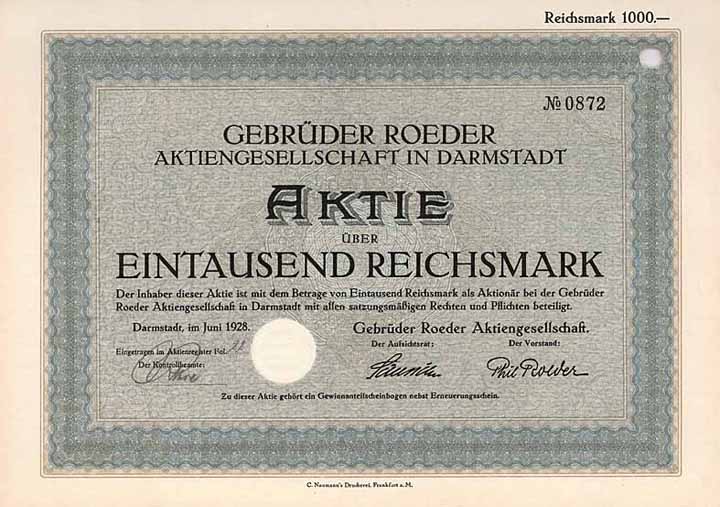 Reichsmark 1000.—
№ 0872
GEBRÜDER ROEDER
AKTIENGESELLSCHAFT IN DARMSTADT
AKTIE
ÜBER
EINTAUSEND REICHSMARK
Der Inhaber dieser Aktie ist mit dem Betrage von Eintausend Reichsmark als Aktionär bei der Gebrüder
Roeder Aktiengesellschaft in Darmstadt mit allen satzungsmäßigen Rechten und Pflichten beteiligt.
Darmstadt, im Juni 1928.
Gebrüder Roeder Aktiengesellschaft.
Der Aufsichtsrat:
Der Vorstand:
Eingetragen im Aktienregister Fol.
Der Kontrollbeamte:
Phil Roeder
Zu dieser Aktie gehört ein Gewinnanteilscheinbogen nebst Erneuerungsschein.
C. Naumann's Druckerei, Frankfurt a. M.